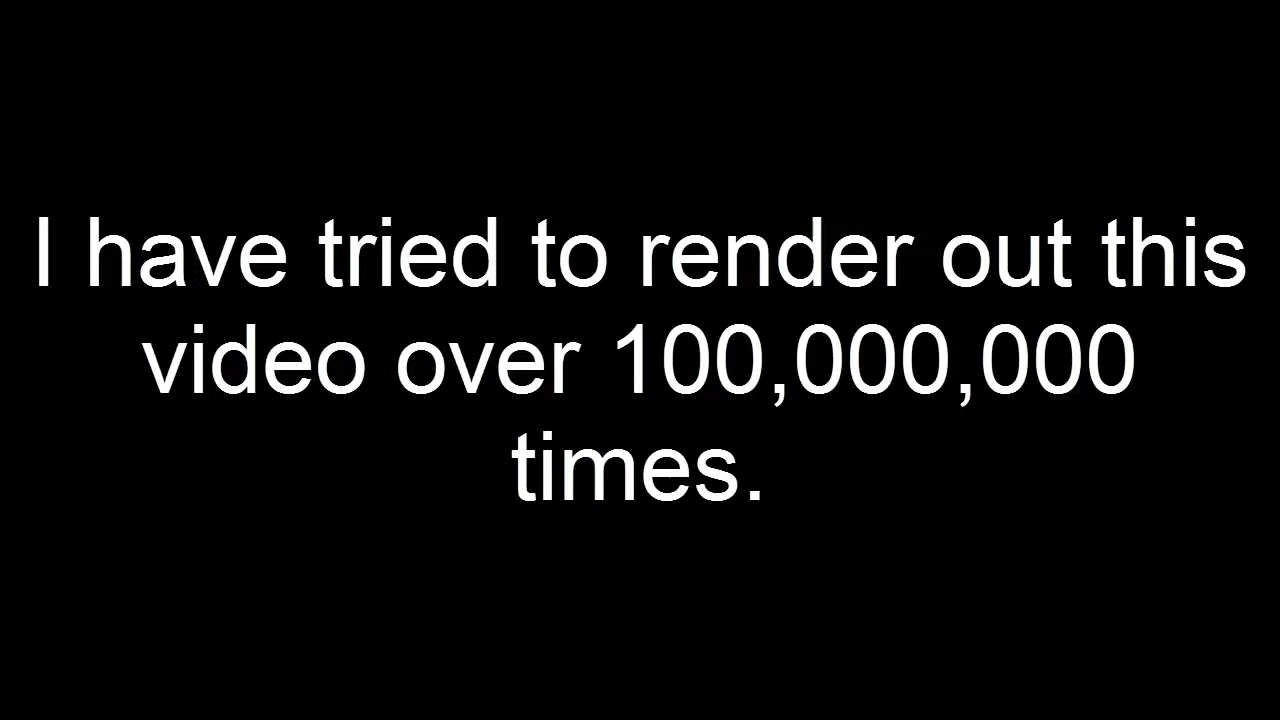 I have tried to render out this
video over 100,000,000
times.